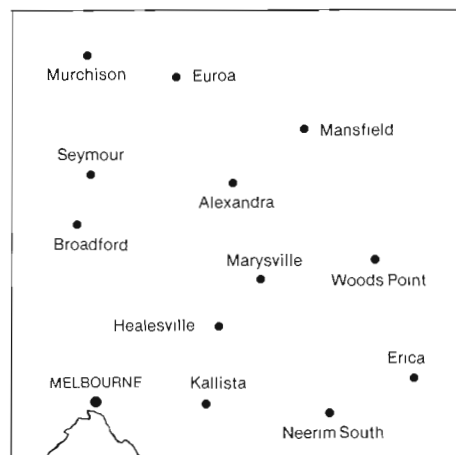 Murchison
Euroa
Mansfield
Seymour
Alexandra
Broadford
Marysville
Woods Point
Healesville
Erica
MELBOURNE
Kallista
Neerim South